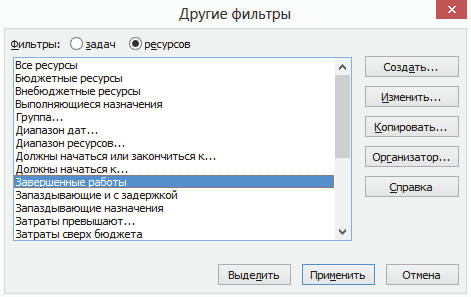 Другие фильтры
Фильтры: задач ресурсов
Все ресурсы
Бюджетные ресурсы
Внебюджетные ресурсы
Выполняющиеся назначения
Группа...
Диапазон дат...
Диапазон ресурсов...
Должны начаться или закончиться к...
Должны начаться к...
Завершенные работы
Запаздывающие и с задержкой
Запаздывающие назначения
Затраты превышают...
Затраты сверх бюджета
Создать...
Изменить...
Копировать...
Организатор...
Справка
Выделить Применить Отмена